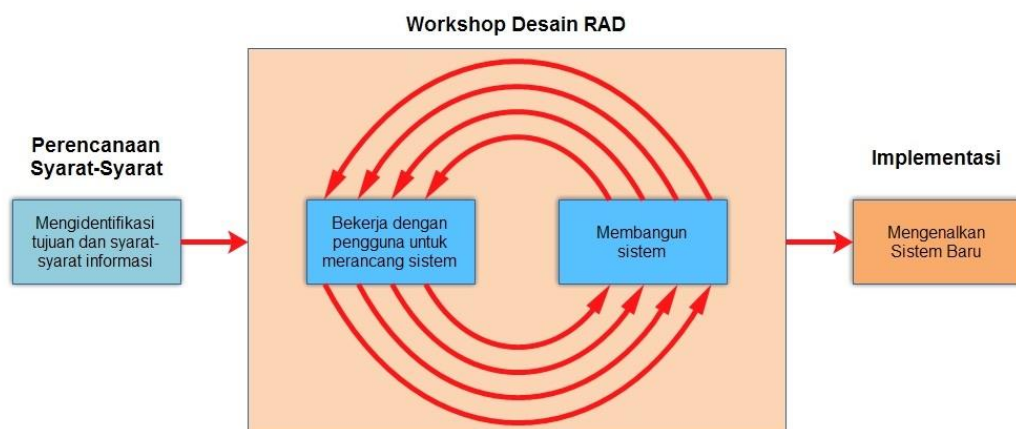 Workshop Desain RAD
Perencanaan
Syarat-Syarat
Mengidentifikasi
tujuan dan syarat-
syarat informasi
Bekerja dengan
pengguna untuk
merancang sistem
Membangun
sistem
Implementasi
Mengenalkan
Sistem Baru